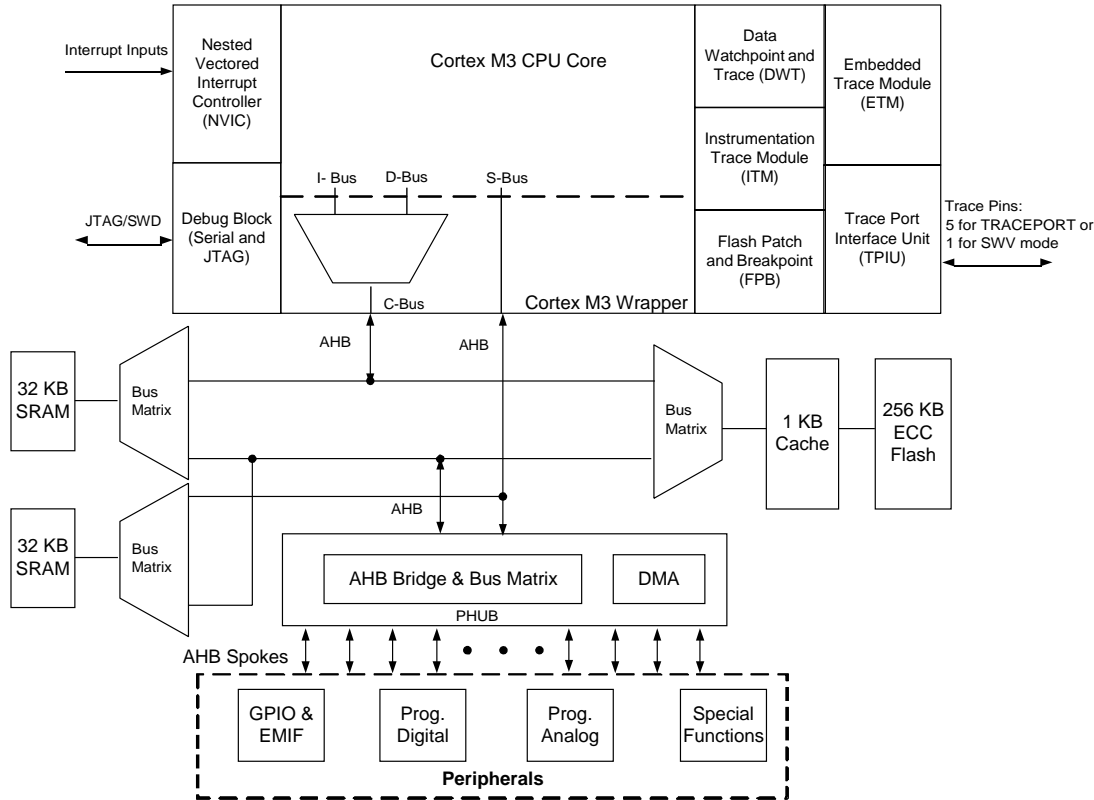 Interrupt Inputs
Nested
Vectored
Interrupt
Controller
(NVIC)
Cortex M3 CPU Core
Data
Watchpoint and
Trace (DWT)
Embedded
Trace Module
(ETM)
Instrumentation
Trace Module
(ITM)
I- Bus
D-Bus
S-Bus
JTAG/SWD
Debug Block
(Serial and
JTAG)
Flash Patch
and Breakpoint
(FPB)
Trace Port
Interface Unit
(TPIU)
Trace Pins:
5 for TRACEPORT or
1 for SWV mode
C-Bus
Cortex M3 Wrapper
AHB
AHB
32 KB
SRAM
Bus
Matrix
Bus
Matrix
1 KB
Cache
256 KB
ECC
Flash
AHB
32 KB
SRAM
Bus
Matrix
AHB Bridge & Bus Matrix
DMA
PHUB
AHB Spokes
GPIO &
EMIF
Prog.
Digital
Prog.
Analog
Special
Functions
Peripherals